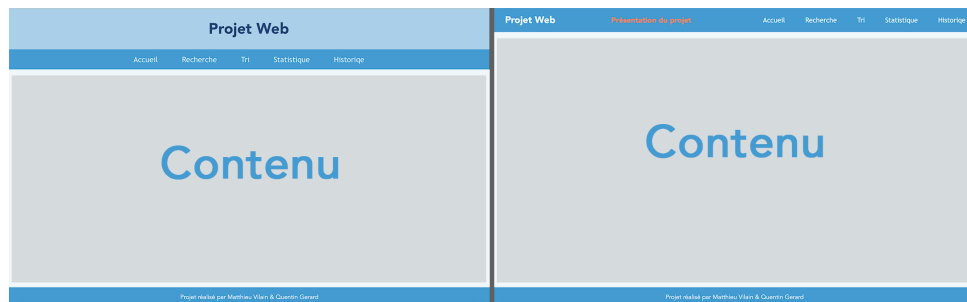 Projet Web
Accueil Recherche Tri Statistique Historiqe
Contenu
Projet réalisé par Matthieu Vilain & Quentin Gerard
Projet Web Présentation du projet Accueil Recherche Tri Statistique Historiqe
Contenu
Projet réalisé par Matthieu Vilain & Quentin Gerard